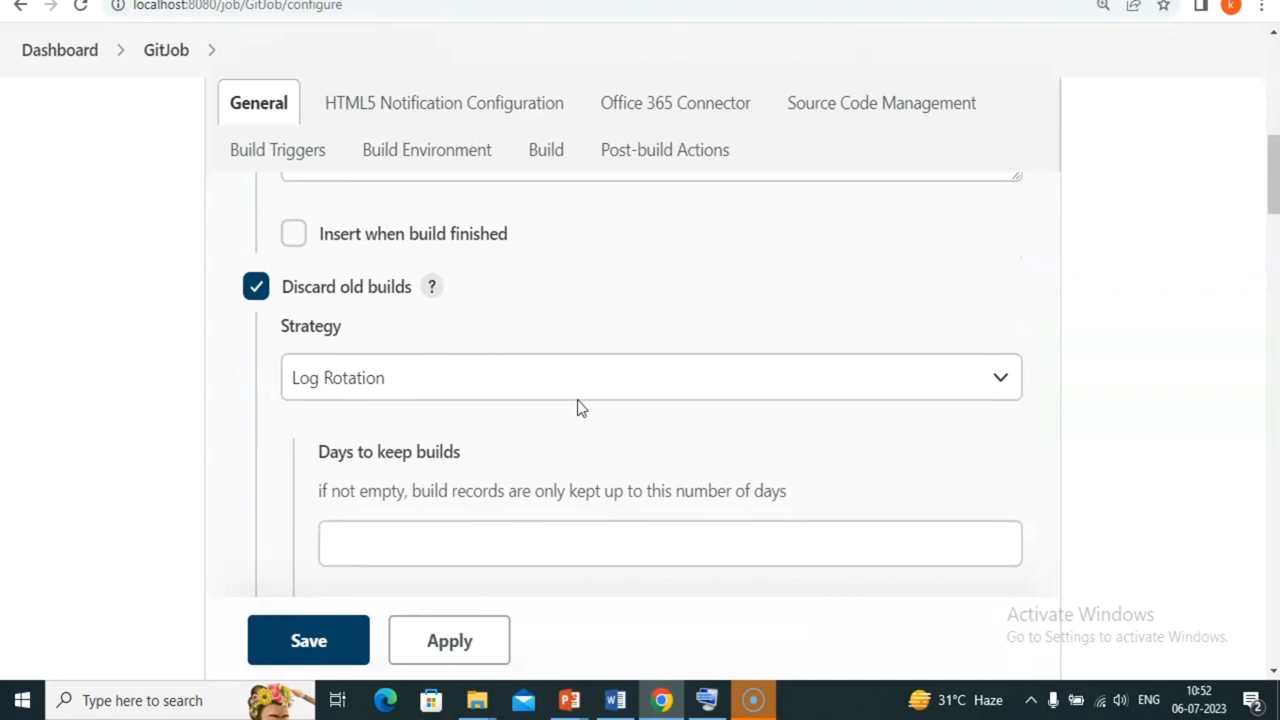 localhost:8080/job/GitJob/configure
k
Dashboard > GitJob >
General HTML5 Notification Configuration Office 365 Connector Source Code Management
Build Triggers Build Environment Build Post-build Actions
Insert when build finished
Discard old builds ?
Strategy
Log Rotation
Days to keep builds
if not empty, build records are only kept up to this number of days
Save Apply
Activate Windows
Go to Settings to activate Windows.
Type here to search
31°C Haze
ENG
10:52
06-07-2023
2